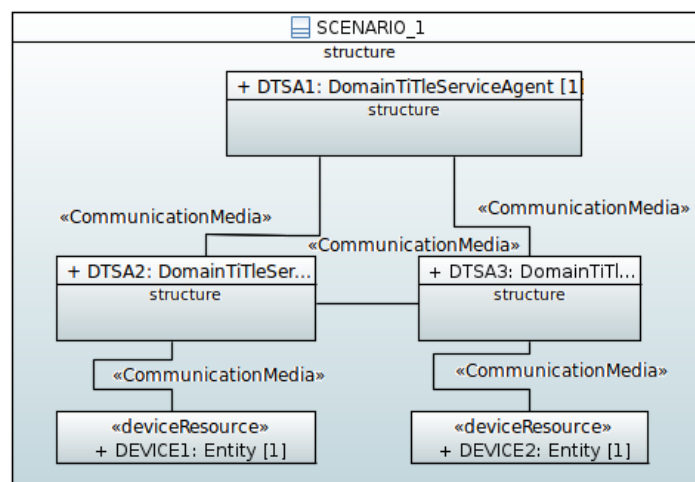 SCENARIO_1
structure
+ DTSA1: DomainTiTleServiceAgent [1]
structure
«CommunicationMedia»
«CommunicationMedia»
«CommunicationMedia»
+ DTSA2: DomainTiTleSer...
structure
+ DTSA3: DomainTiTl...
structure
«CommunicationMedia»
«CommunicationMedia»
«deviceResource»
+ DEVICE1: Entity [1]
«deviceResource»
+ DEVICE2: Entity [1]